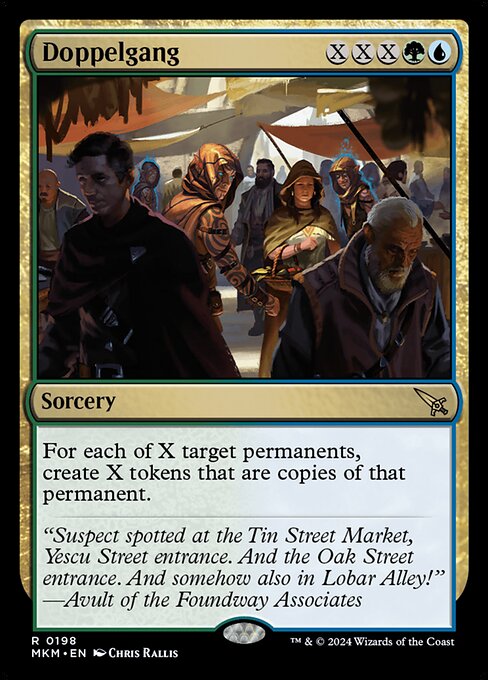 Doppelgang XXX
Sorcery
For each of X target permanents,
create X tokens that are copies of that
permanent.
“Suspect spotted at the Tin Street Market,
Yescu Street entrance. And the Oak Street
entrance. And somehow also in Lobar Alley!”
—Avult of the Foundway Associates
R 0198 ™ & © 2024 Wizards of the Coast
MKM • EN Chris Rallis